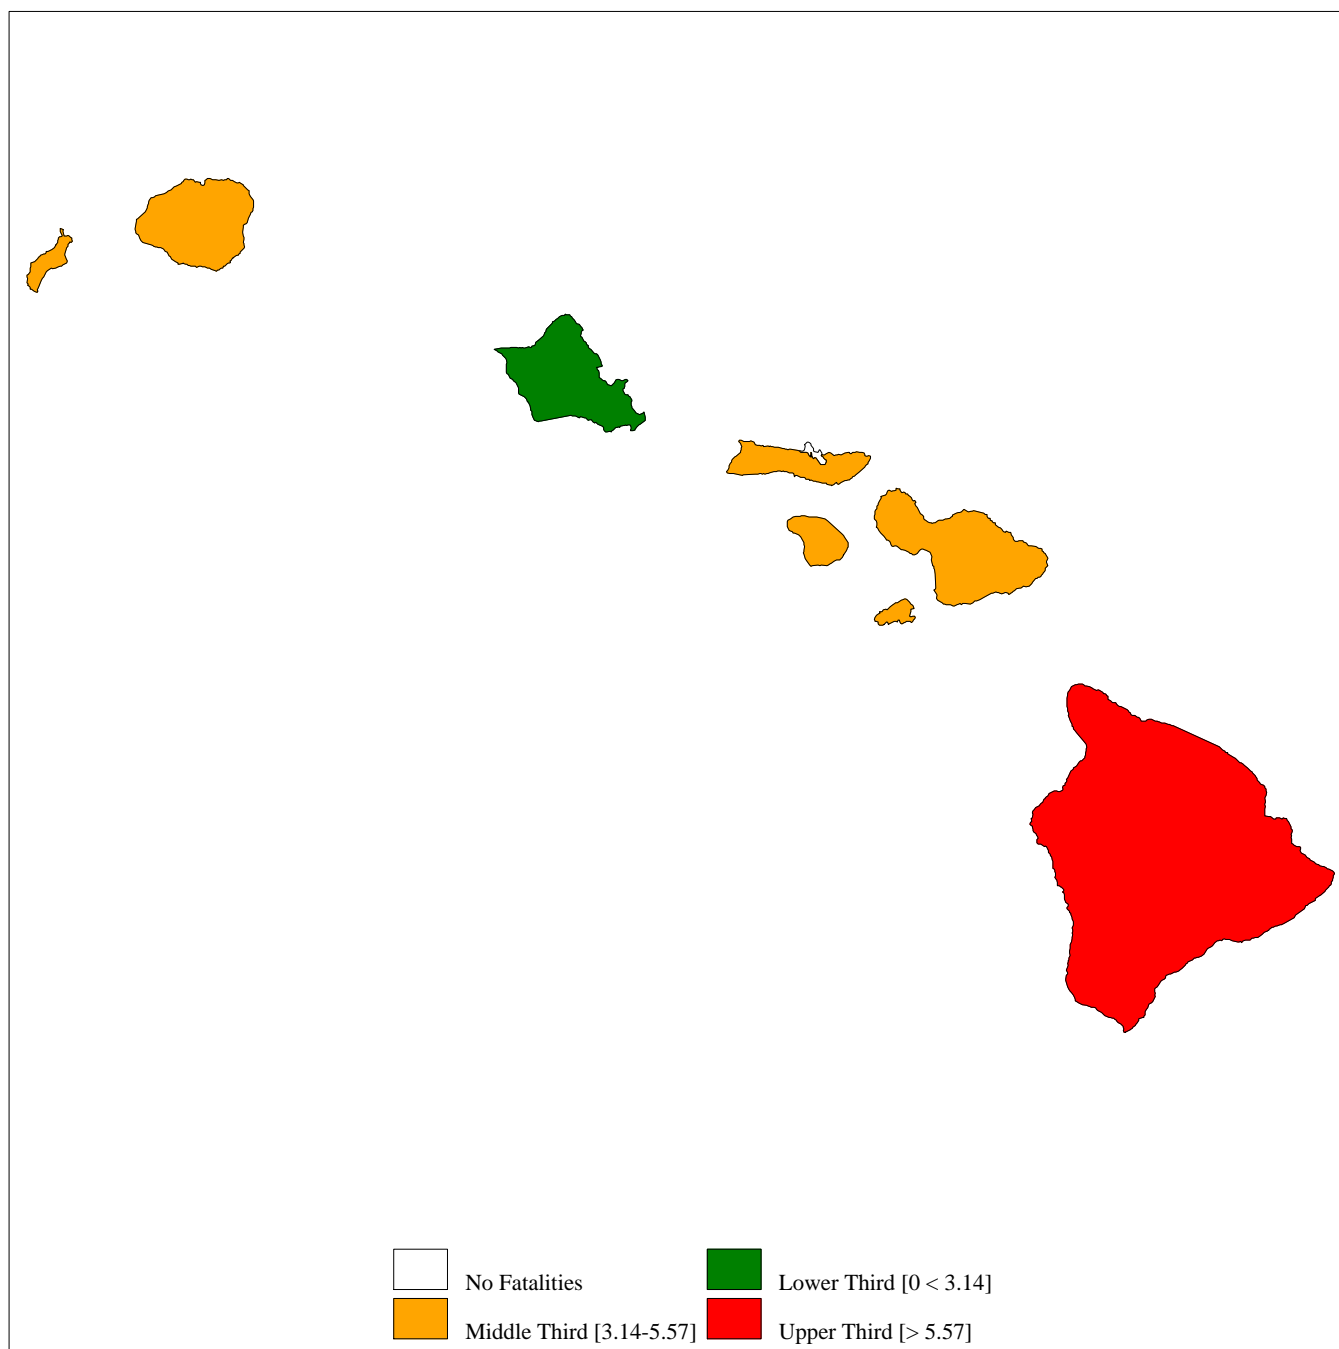 No Fatalities
Lower Third [0 < 3.14]
Middle Third [3.14-5.57]
Upper Third [> 5.57]